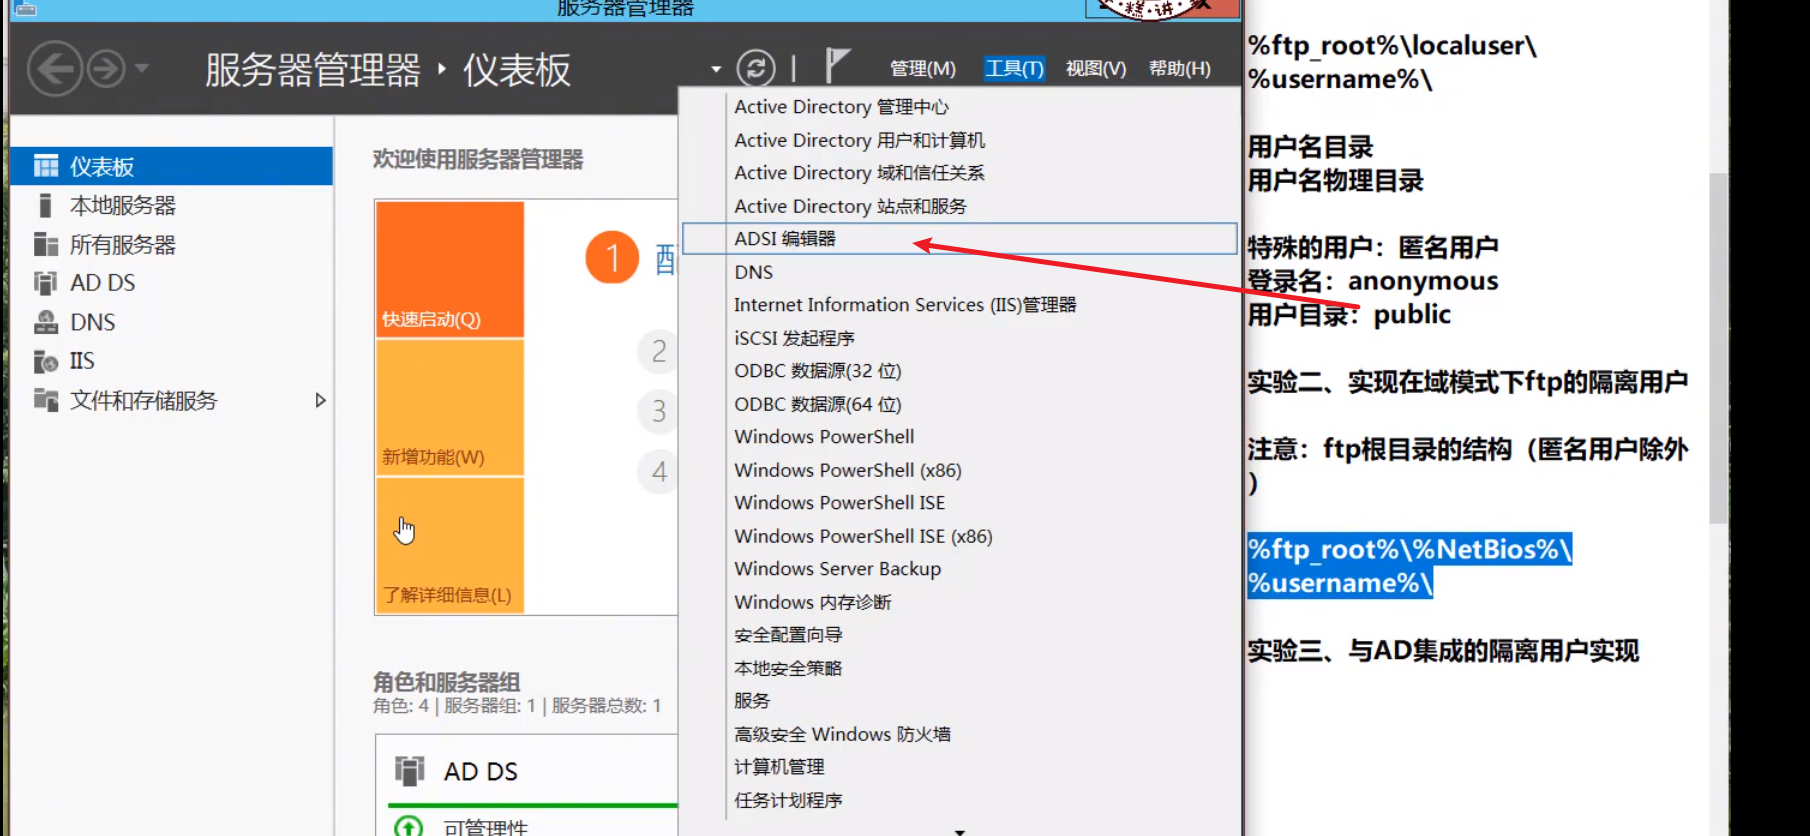 服务器管理器
服务器管理器
仪表板
管理(M)
工具(T)
视图(V)
帮助(H)
仪表板
本地服务器
所有服务器
AD DS
DNS
IIS
文件和存储服务
欢迎使用服务器管理器
快速启动(Q)
新增功能(W)
了解详细信息(L)
1
配
2
3
4
角色和服务器组
角色: 4 | 服务器组: 1 | 服务器总数: 1
AD DS
可管理性
Active Directory 管理中心
Active Directory 用户和计算机
Active Directory 域和信任关系
Active Directory 站点和服务
ADSI 编辑器
DNS
Internet Information Services (IIS)管理器
iSCSI 发起程序
ODBC 数据源(32 位)
ODBC 数据源(64 位)
Windows PowerShell
Windows PowerShell (x86)
Windows PowerShell ISE
Windows PowerShell ISE (x86)
Windows Server Backup
Windows 内存诊断
安全配置向导
本地安全策略
服务
高级安全 Windows 防火墙
计算机管理
任务计划程序
%ftp_root%\localuser\
%username%\
用户名目录
用户名物理目录
特殊的用户：匿名用户
登录名：anonymous
用户目录：public
实验二、实现在域模式下ftp的隔离用户
注意：ftp根目录的结构（匿名用户除外
）
%ftp_root%\%NetBios%\
%username%\
实验三、与AD集成的隔离用户实现